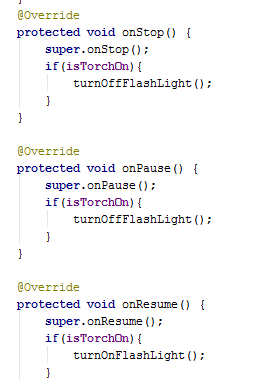 @Override
protected void onStop() {
    super.onStop();
    if(isTorchOn){
        turnOffFlashLight();
    }
}
@Override
protected void onPause() {
    super.onPause();
    if(isTorchOn){
        turnOffFlashLight();
    }
}
@Override
protected void onResume() {
    super.onResume();
    if(isTorchOn){
        turnOnFlashLight();
    }